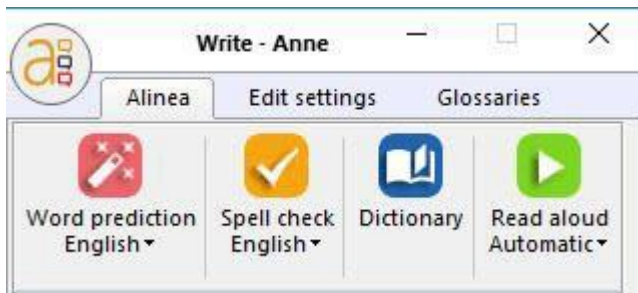 Write - Anne
Alinea Edit settings Glossaries
Word prediction Spell check Dictionary Read aloud
English English Automatic